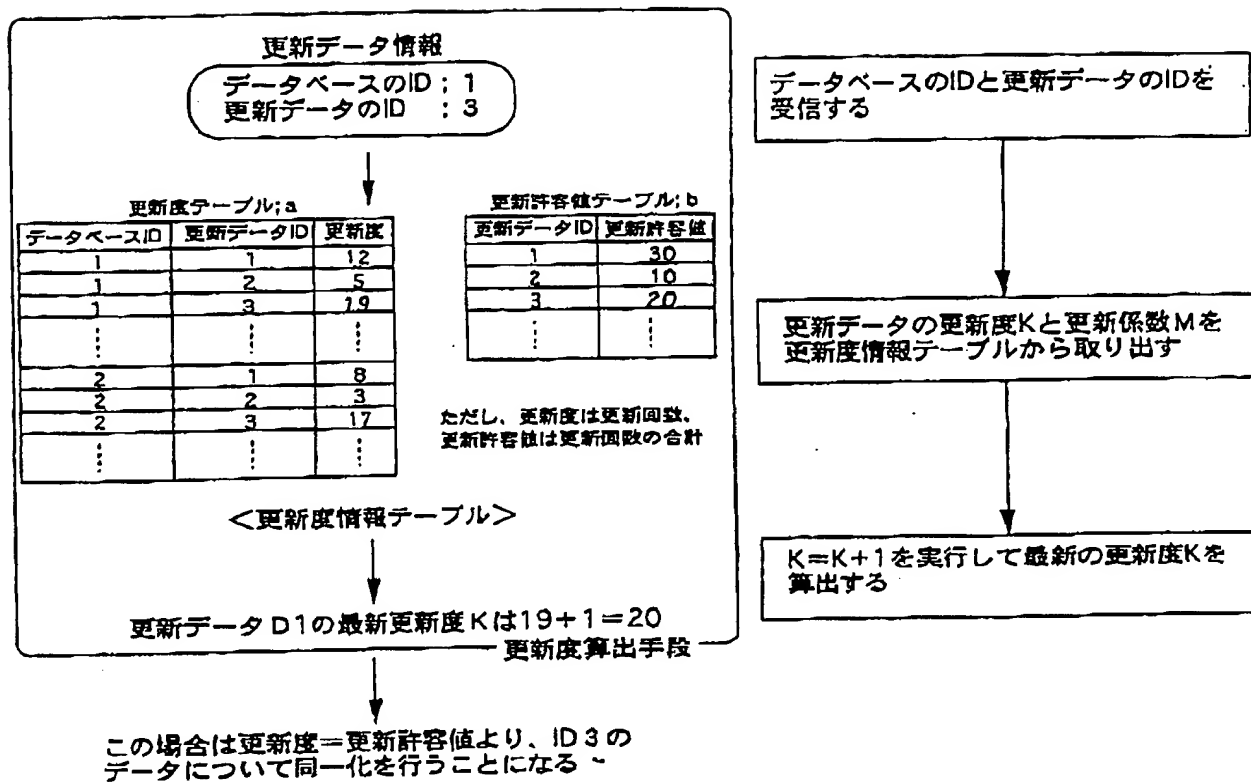 更新データ情報
データベースのID ; 1
更新データのID : 3
更新度テーブル;a
データベースID 更新データID 更新度
1 1 12
1 2 5
1 3 19
2 1 8
2 2 3
2 3 17
更新許容値テーブル;b
更新データID 更新許容値
1 30
2 10
3 20
ただし、更新度は更新回数、
更新許容値は更新回数の合計
<更新度情報テーブル>
更新データD1の最新更新度Kは19+1=20
更新度算出手段
この場合は更新度=更新許容値より、ID3の
データについて同一化を行うことになる
データベースのIDと更新データのIDを
受信する
更新データの更新度Kと更新係数Mを
更新度情報テーブルから取り出す
K=K+1を実行して最新の更新度Kを
算出する